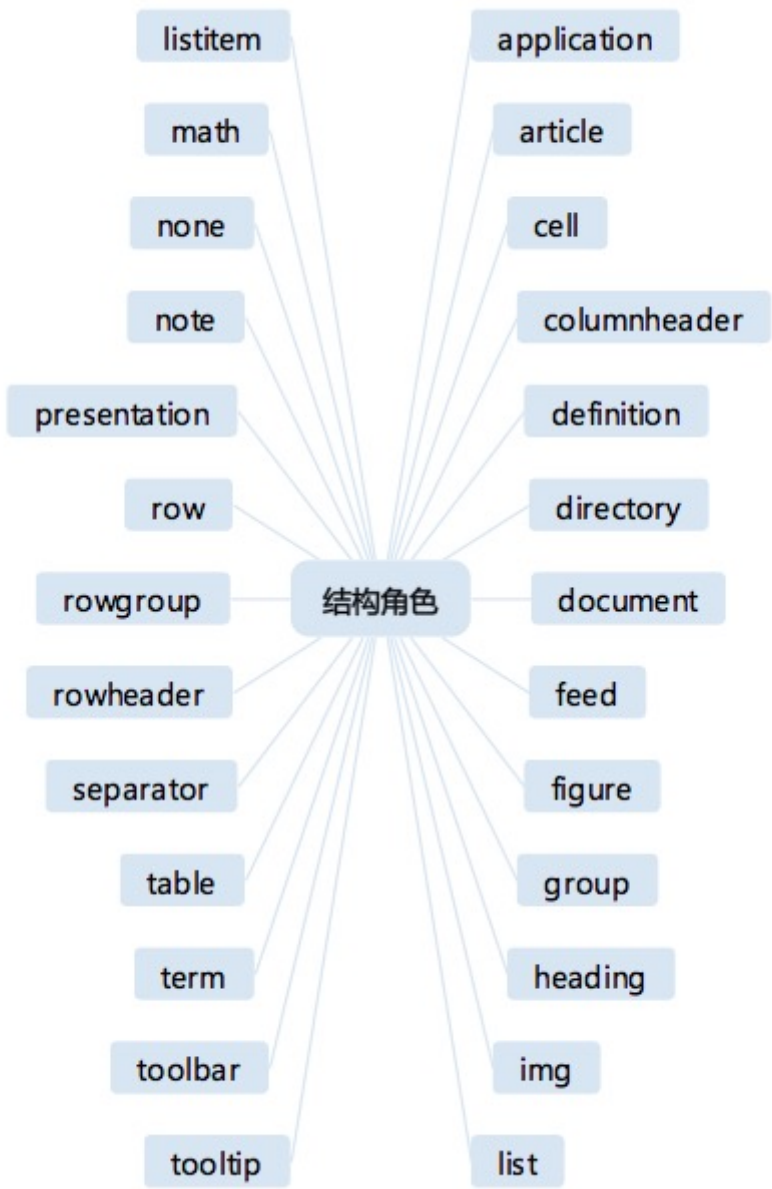 listitem
application
math
article
none
cell
note
columnheader
presentation
definition
row
directory
rowgroup
结构角色
document
rowheader
feed
separator
figure
table
group
term
heading
toolbar
img
tooltip
list